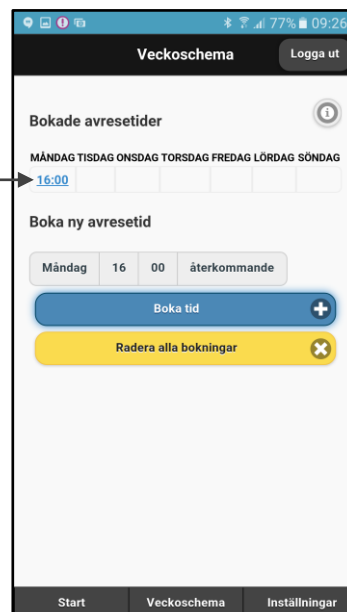 77% 09:26
Veckoschema Logga ut
Bokade avresetider
MÅNDAG TISDAG ONSDAG TORSDAG FREDAG LÖRDAG SÖNDAG
16:00
Boka ny avresetid
Måndag 16 00 återkommande
Boka tid
Radera alla bokningar
Start Veckoschema Inställningar